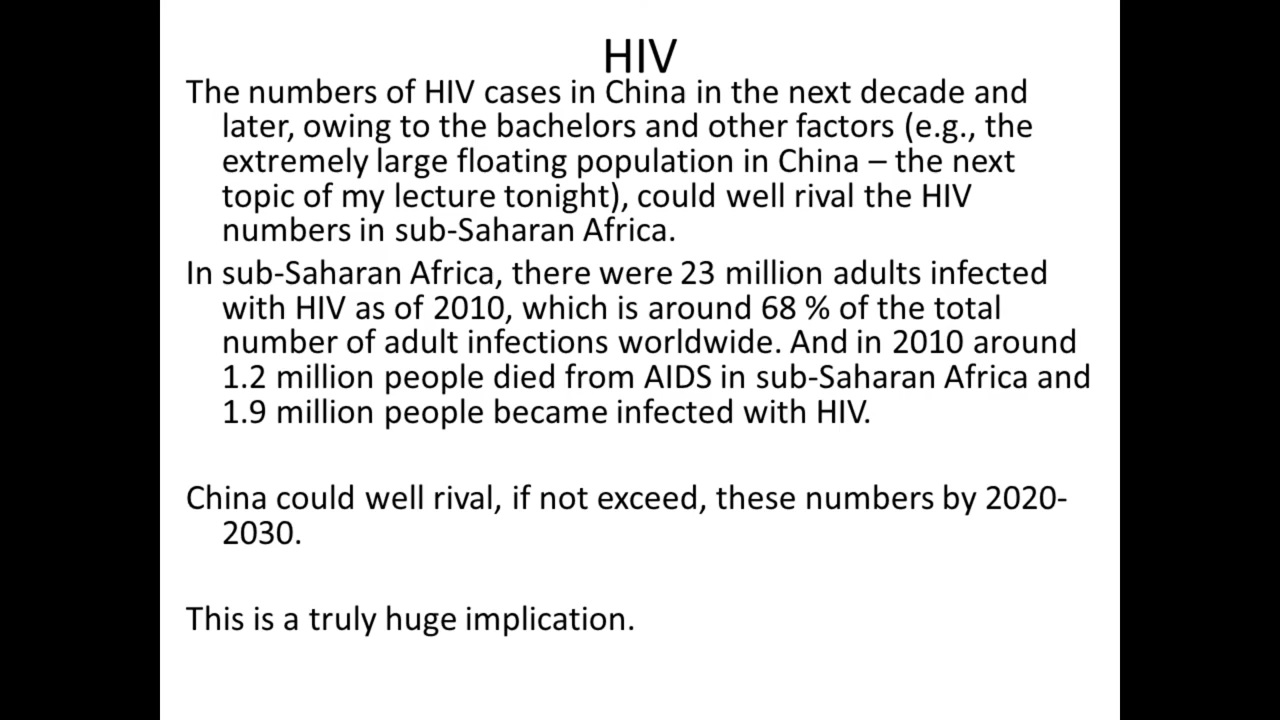 HIV
The numbers of HIV cases in China in the next decade and
later, owing to the bachelors and other factors (e.g., the
extremely large floating population in China – the next
topic of my lecture tonight), could well rival the HIV
numbers in sub-Saharan Africa.
In sub-Saharan Africa, there were 23 million adults infected
with HIV as of 2010, which is around 68 % of the total
number of adult infections worldwide. And in 2010 around
1.2 million people died from AIDS in sub-Saharan Africa and
1.9 million people became infected with HIV.
China could well rival, if not exceed, these numbers by 2020-
2030.
This is a truly huge implication.